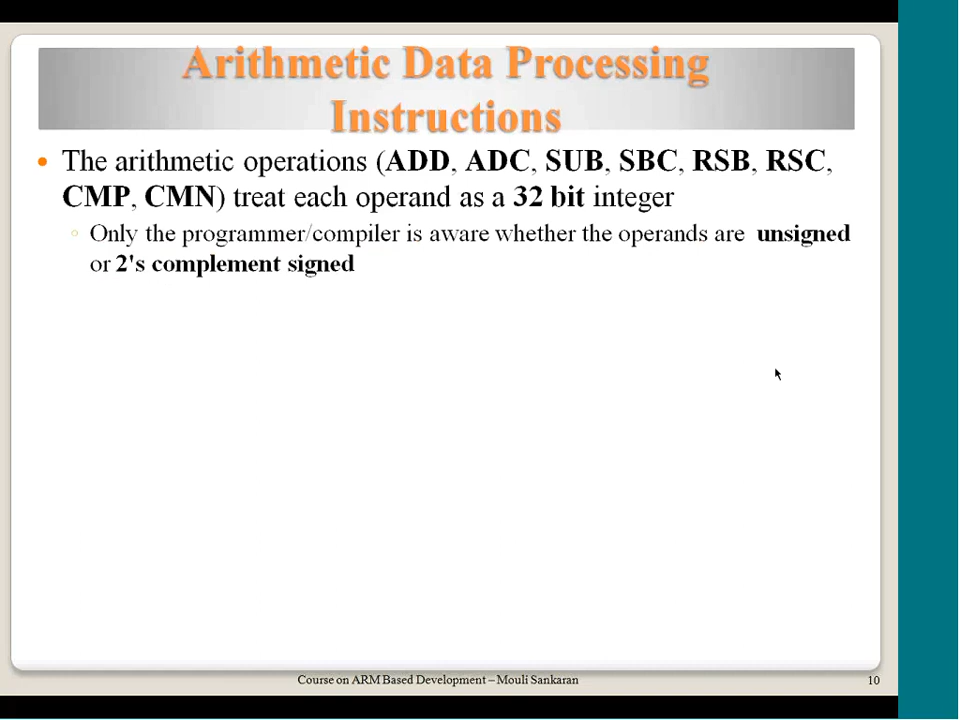 Arithmetic Data Processing
Instructions
• The arithmetic operations (ADD, ADC, SUB, SBC, RSB, RSC,
CMP, CMN) treat each operand as a 32 bit integer
◦ Only the programmer/compiler is aware whether the operands are unsigned
or 2's complement signed
Course on ARM Based Development – Mouli Sankaran
10